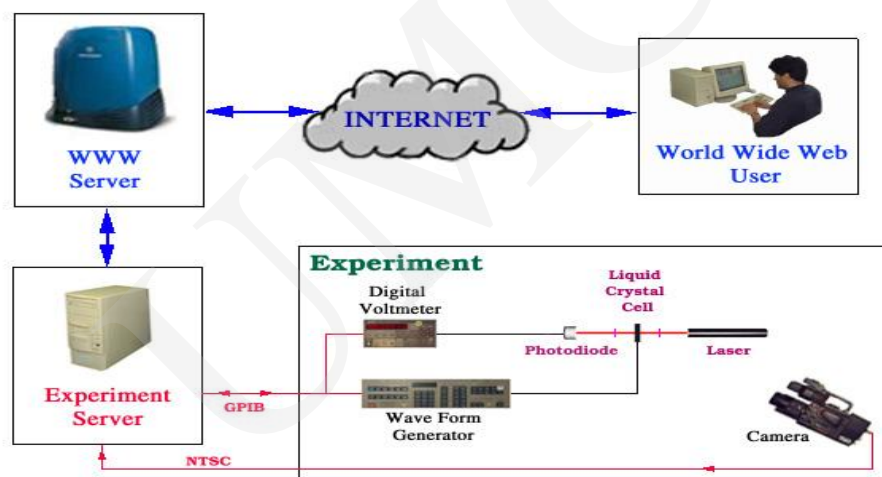 INTERNET
WWW
Server
World Wide Web
User
Experiment
Server
GPIB
NTSC
Experiment
Digital
Voltmeter
Liquid
Crystal
Cell
Photodiode
Laser
Wave Form
Generator
Camera